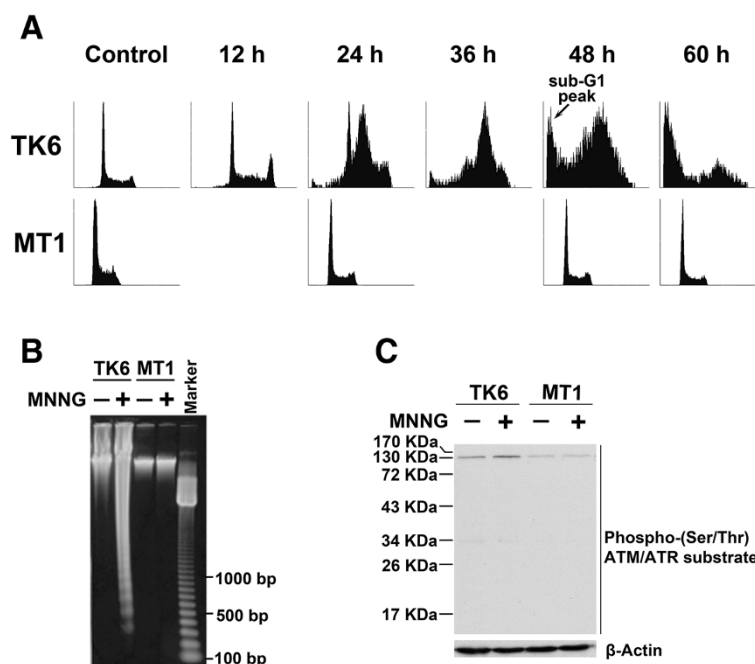 A
Control 12 h 24 h 36 h 48 h 60 h
sub-G1
peak
TK6
MT1
B
TK6 MT1 Marker
MNNG − + − +
1000 bp
500 bp
100 bp
C
TK6 MT1
MNNG − + − +
170 KDa
130 KDa
72 KDa
43 KDa
34 KDa
26 KDa
17 KDa
Phospho-(Ser/Thr)
ATM/ATR substrate
β-Actin